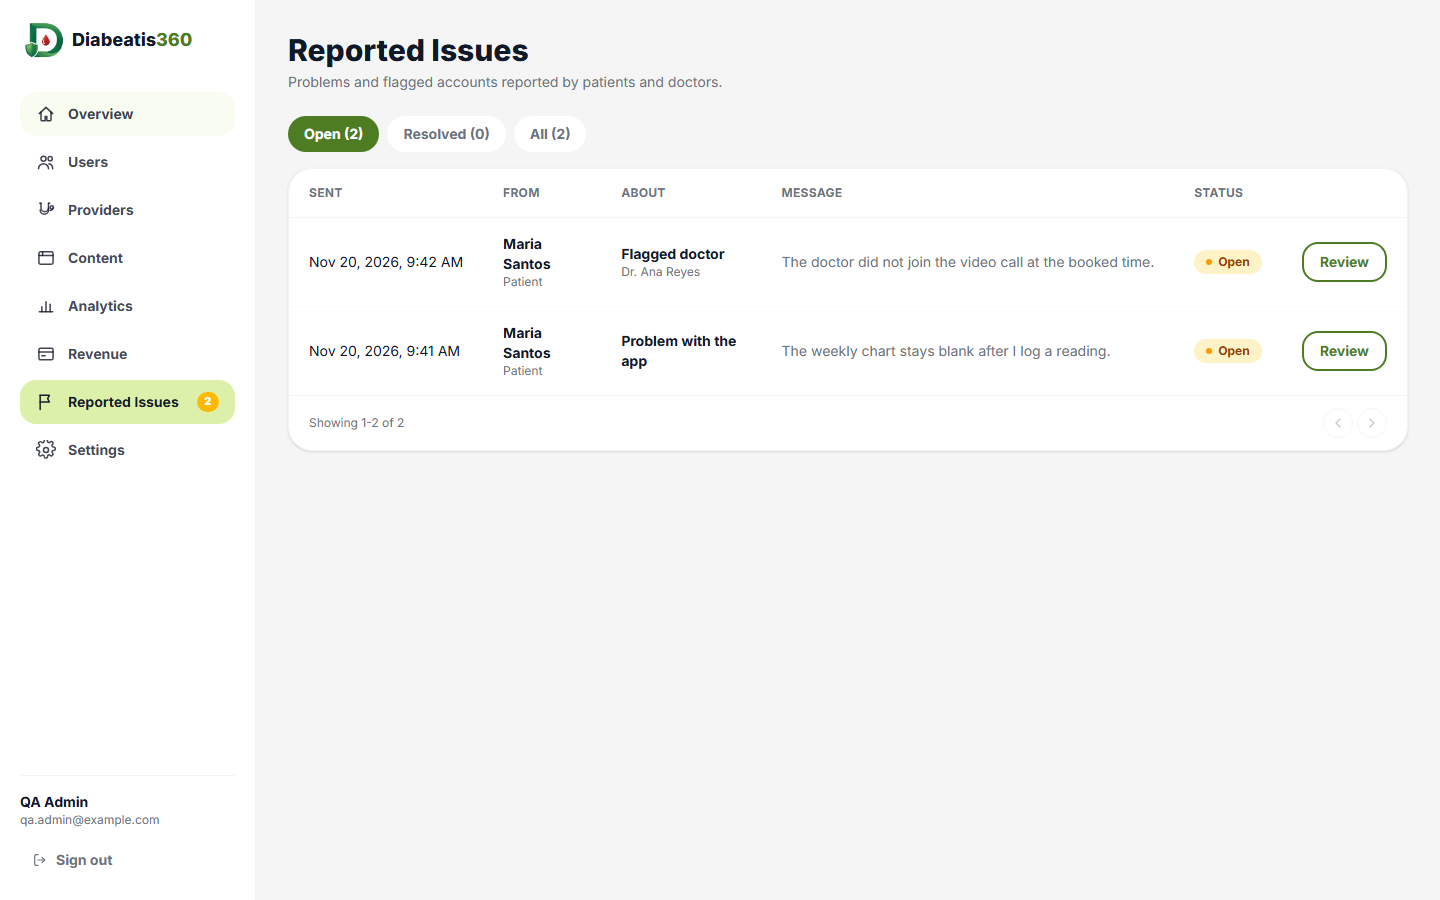 Diabeatis360
Overview
Users
Providers
Content
Analytics
Revenue
Reported Issues 2
Settings
QA Admin
qa.admin@example.com
Sign out
Reported Issues
Problems and flagged accounts reported by patients and doctors.
Open (2) Resolved (0) All (2)
SENT FROM ABOUT MESSAGE STATUS
Nov 20, 2026, 9:42 AM
Maria
Santos
Patient
Flagged doctor
Dr. Ana Reyes
The doctor did not join the video call at the booked time.
Open
Review
Nov 20, 2026, 9:41 AM
Maria
Santos
Patient
Problem with the
app
The weekly chart stays blank after I log a reading.
Open
Review
Showing 1-2 of 2